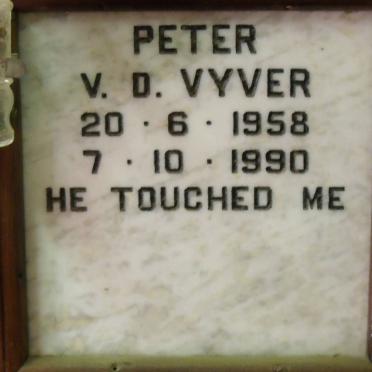 PETER
V. D. VYVER
20 · 6 · 1958
7 · 10 · 1990
HE TOUCHED ME